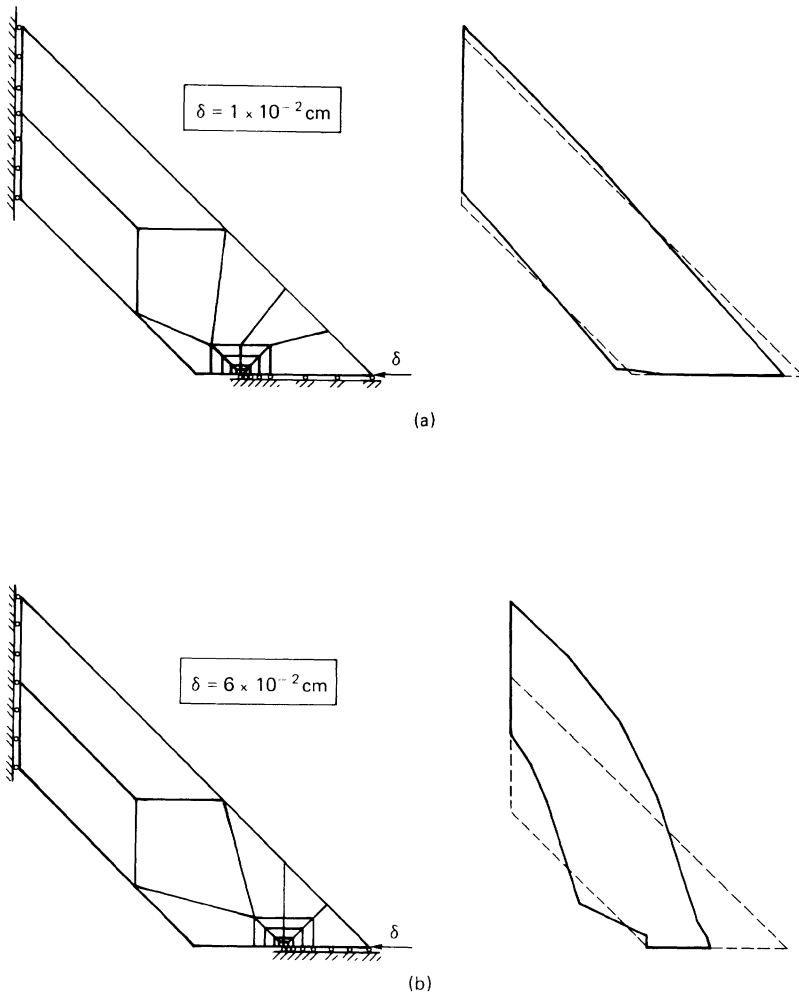 δ = 1 × 10⁻² cm
δ
(a)
δ = 6 × 10⁻² cm
δ
(b)